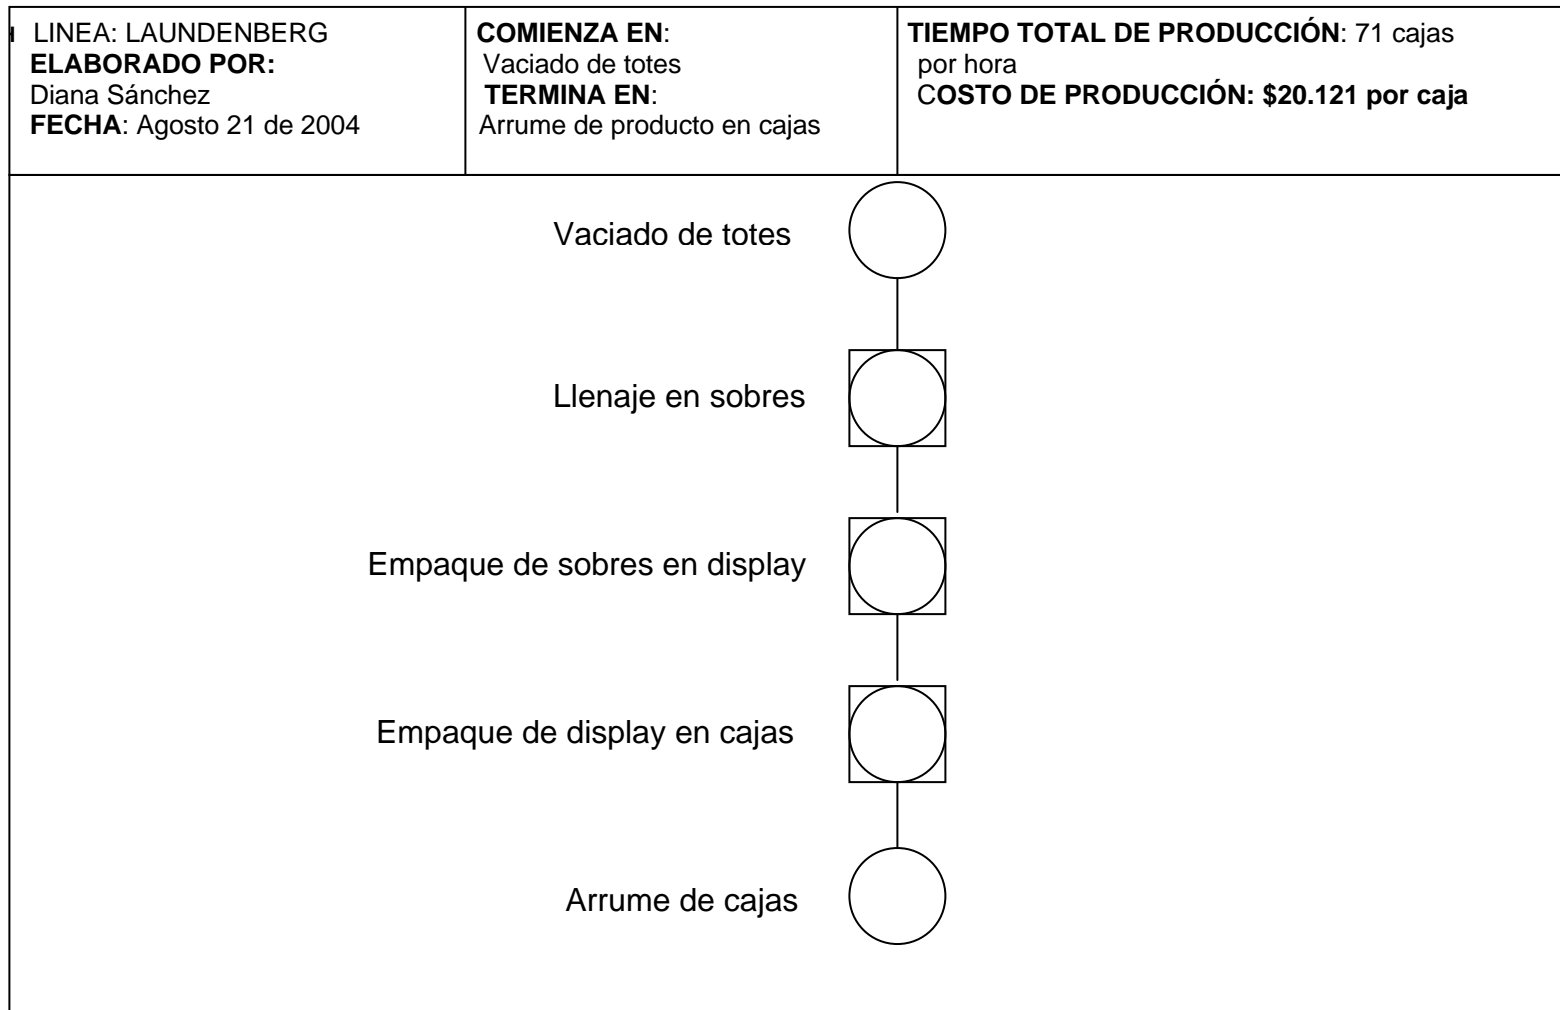 LINEA: LAUNDENBERG
ELABORADO POR:
Diana Sánchez
FECHA: Agosto 21 de 2004
COMIENZA EN:
Vaciado de totes
TERMINA EN:
Arrume de producto en cajas
TIEMPO TOTAL DE PRODUCCIÓN: 71 cajas
por hora
COSTO DE PRODUCCIÓN: $20.121 por caja
Vaciado de totes
Llenaje en sobres
Empaque de sobres en display
Empaque de display en cajas
Arrume de cajas